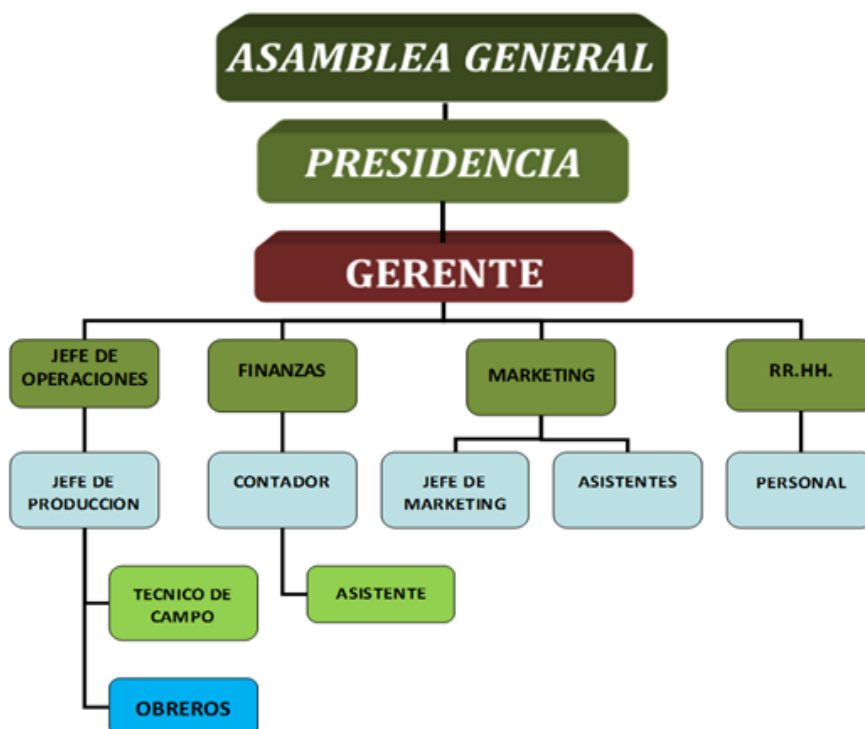 ASAMBLEA GENERAL
PRESIDENCIA
GERENTE
JEFE DE
OPERACIONES
FINANZAS
MARKETING
RR.HH.
JEFE DE
PRODUCCION
CONTADOR
JEFE DE
MARKETING
ASISTENTES
PERSONAL
TECNICO DE
CAMPO
ASISTENTE
OBREROS